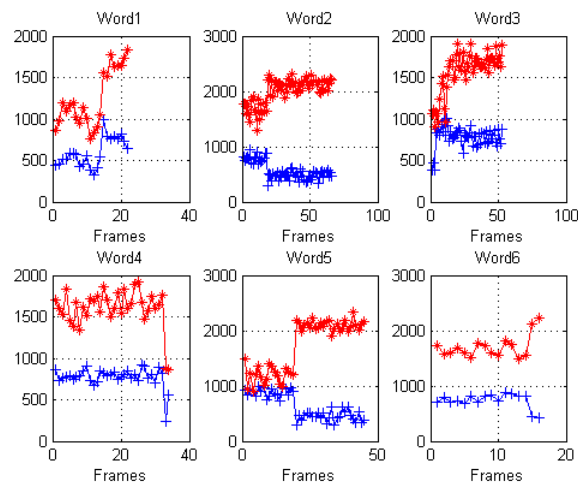 Word1 Word2 Word3
2000 3000 2000
1500 1500
2000
1000 1000
1000
500 500
0 0 0
0 20 40 0 50 100 0 50 100
Frames Frames Frames
Word4 Word5 Word6
2000 3000 3000
1500 2000 2000
1000
1000 1000
500
0 0 0
0 20 40 0 50 0 10 20
Frames Frames Frames